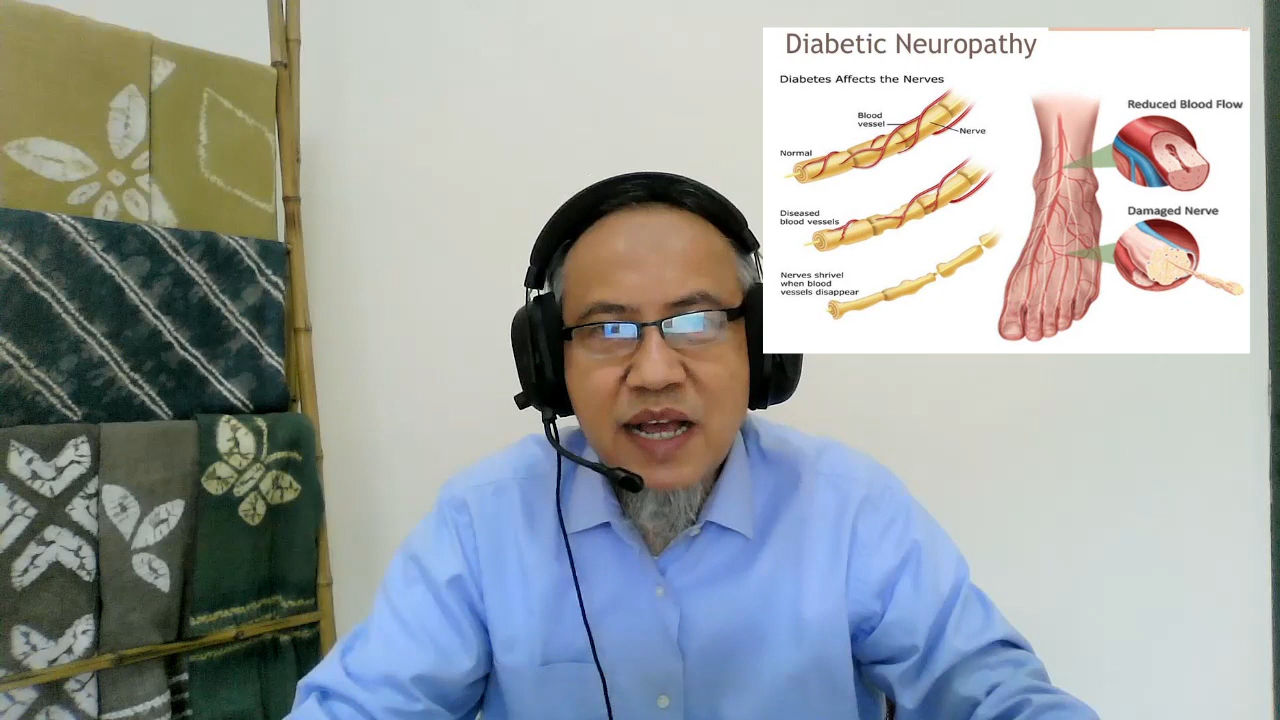 Diabetic Neuropathy
Diabetes Affects the Nerves
Blood
vessel
Nerve
Normal
Diseased
blood vessels
Nerves shrivel
when blood
vessels disappear
Reduced Blood Flow
Damaged Nerve